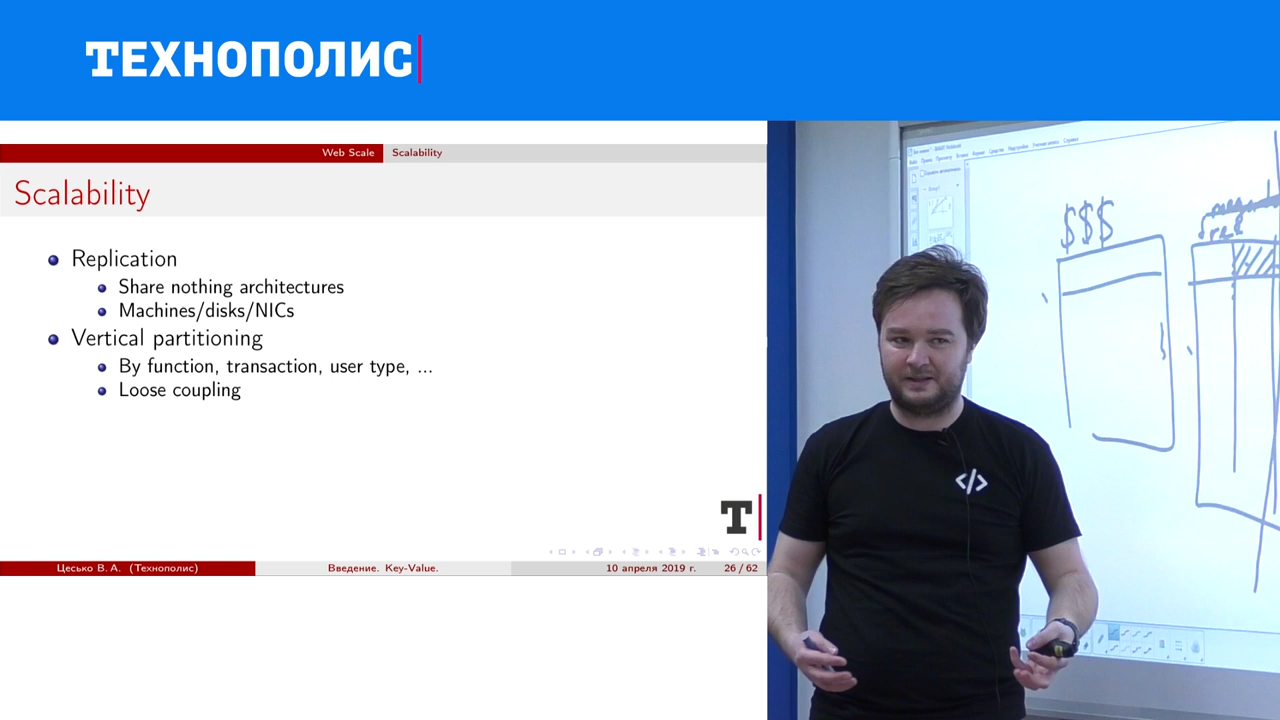 ТЕХНОПОЛИС
Web Scale Scalability
Scalability
Replication
Share nothing architectures
Machines/disks/NICs
Vertical partitioning
By function, transaction, user type, ...
Loose coupling
T
Цесько В. А. (Технополис) Введение. Key-Value. 10 апреля 2019 г. 26 / 62
$$$
</>